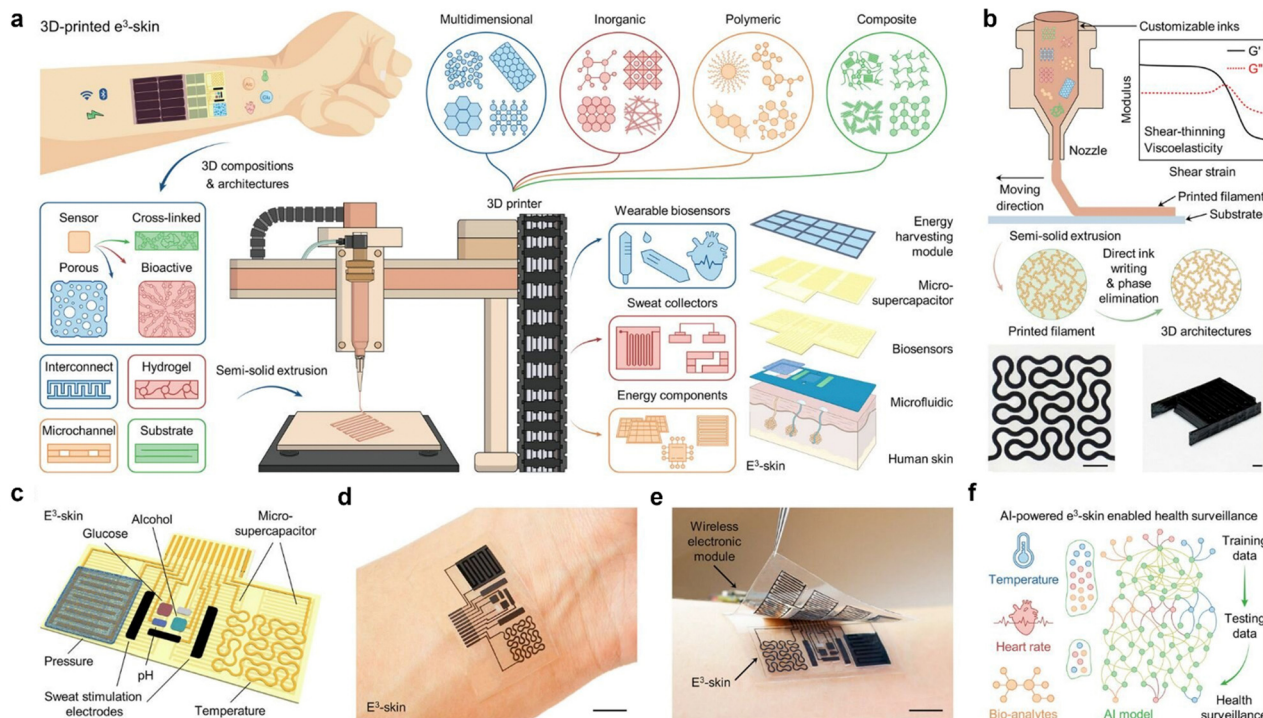 a
3D-printed e³-skin
Multidimensional
Inorganic
Polymeric
Composite
3D compositions
& architectures
3D printer
Sensor
Cross-linked
Porous
Bioactive
Interconnect
Hydrogel
Microchannel
Substrate
Semi-solid extrusion
Wearable biosensors
Sweat collectors
Energy components
Energy
harvesting
module
Micro-
supercapacitor
Biosensors
Microfluidic
Human skin
E³-skin
b
Customizable inks
G'
G"
Modulus
Shear-thinning
Viscoelasticity
Shear strain
Nozzle
Moving
direction
Printed filament
Substrate
Semi-solid extrusion
Direct ink
writing
& phase
elimination
Printed filament
3D architectures
c
E³-skin
Glucose
Alcohol
Micro-
supercapacitor
Pressure
pH
Sweat stimulation
electrodes
Temperature
d
E³-skin
e
Wireless
electronic
module
E³-skin
f
AI-powered e³-skin enabled health surveillance
Temperature
Heart rate
Bio-analytes
AI model
Training
data
Testing
data
Health
surveillance